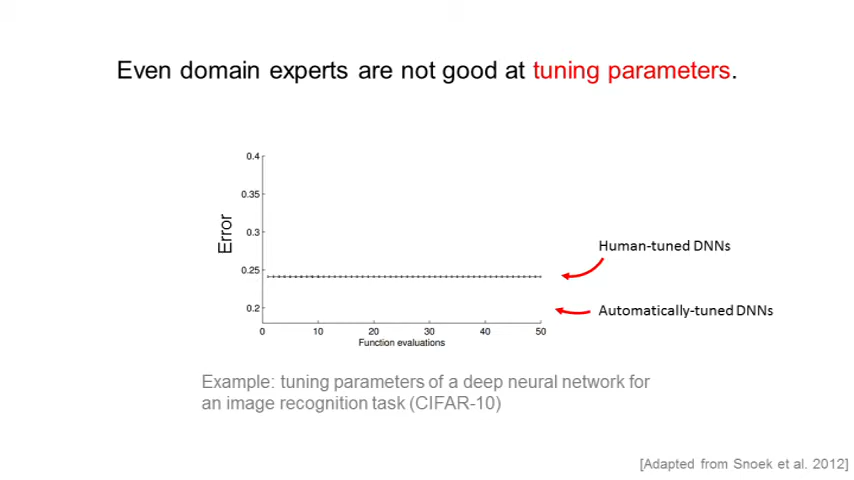 Even domain experts are not good at tuning parameters.
0.4
0.35
0.3
0.25
0.2
Error
0 10 20 30 40 50
Function evaluations
Human-tuned DNNs
Automatically-tuned DNNs
Example: tuning parameters of a deep neural network for
an image recognition task (CIFAR-10)
[Adapted from Snoek et al. 2012]